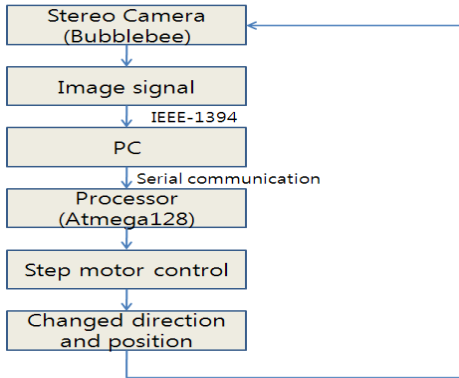 Stereo Camera
(Bubblebee)
Image signal
IEEE-1394
PC
Serial communication
Processor
(Atmega128)
Step motor control
Changed direction
and position